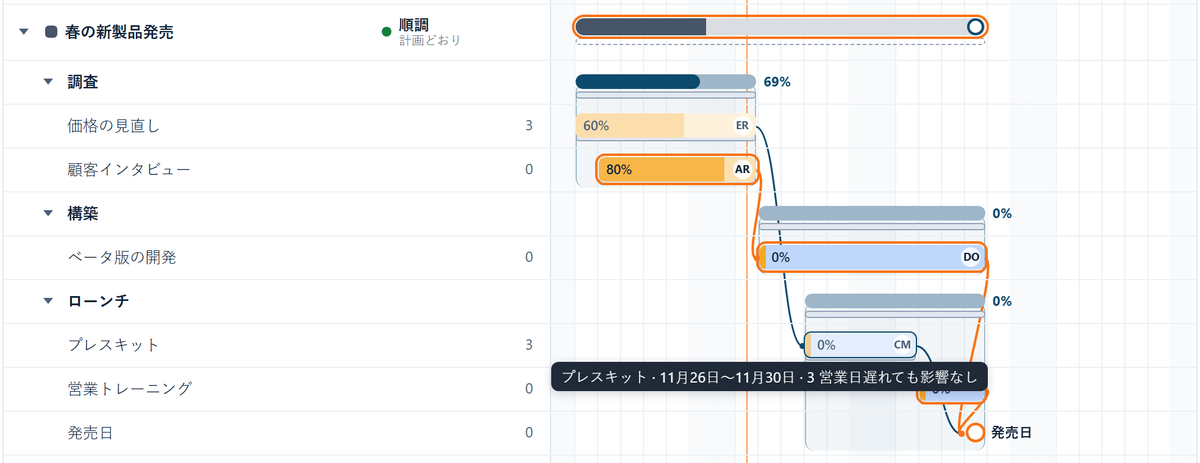 春の新製品発売
順調
計画どおり
調査
69%
価格の見直し
3
60%
ER
顧客インタビュー
0
80%
AR
構築
0%
ベータ版の開発
0
0%
DO
ローンチ
0%
プレスキット
3
0%
CM
プレスキット · 11月26日〜11月30日 · 3 営業日遅れても影響なし
営業トレーニング
0
発売日
0
発売日